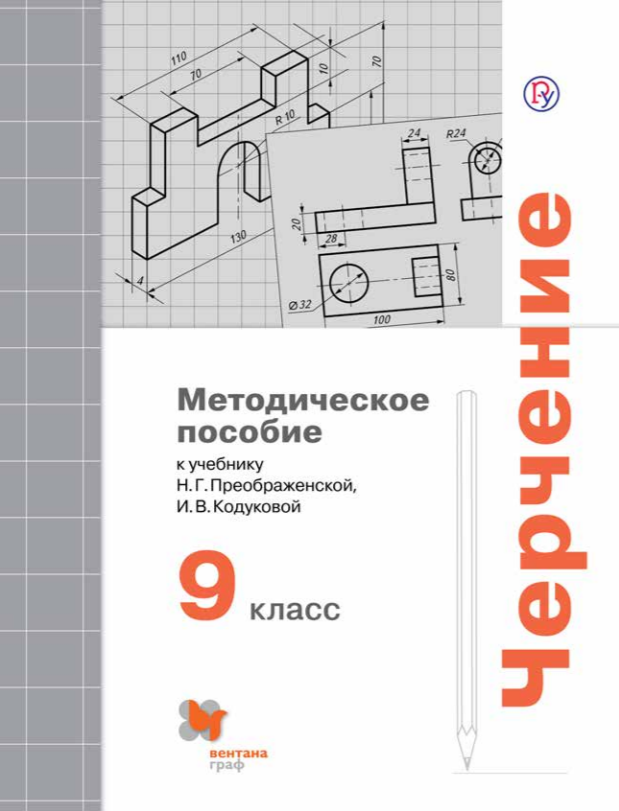 110
70
10
70
R 10
130
4
24
R24
20
28
Ø32
80
100
Ру
Черчение
Методическое
пособие
к учебнику
Н. Г. Преображенской,
И. В. Кодуковой
9 класс
вентана
граф